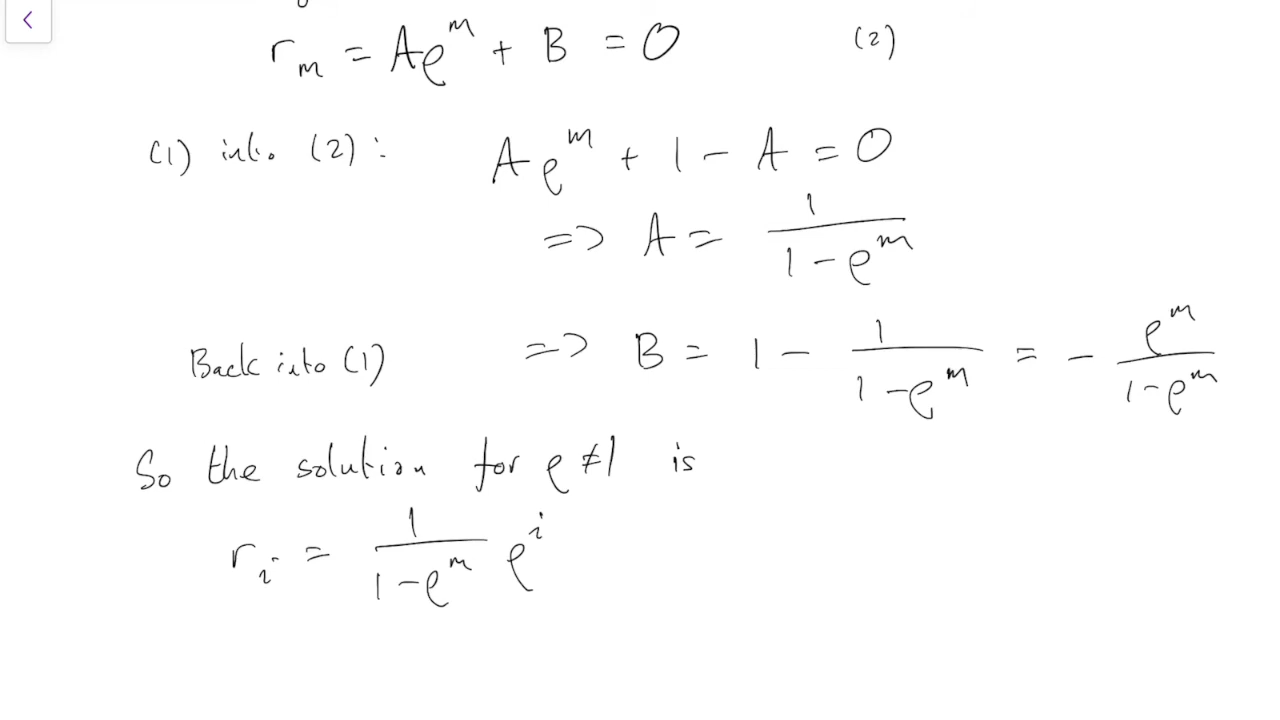 r_m = Aρ^m + B = 0 (2)
(1) into (2) : Aρ^m + 1 - A = 0
=> A = 1/(1-ρ^m)
Back into (1) => B = 1 - 1/(1-ρ^m) = - ρ^m/(1-ρ^m)
So the solution for ρ≠1 is
r_i = 1/(1-ρ^m) ρ^i